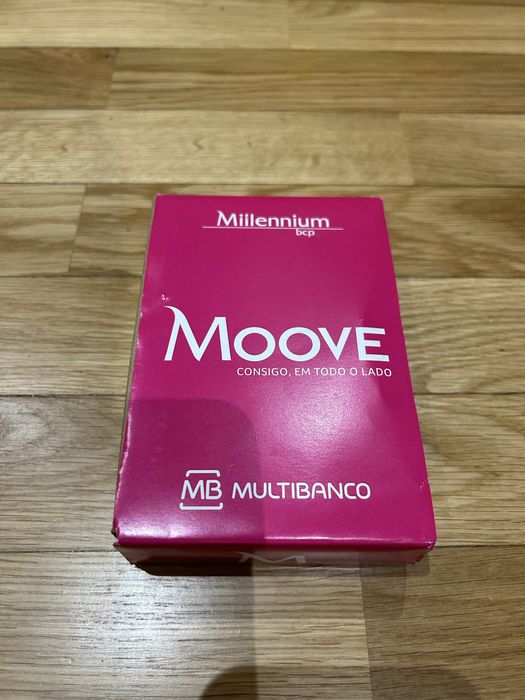 Millennium
bcp
MOOVE
CONSIGO, EM TODO O LADO
MB MULTIBANCO
M